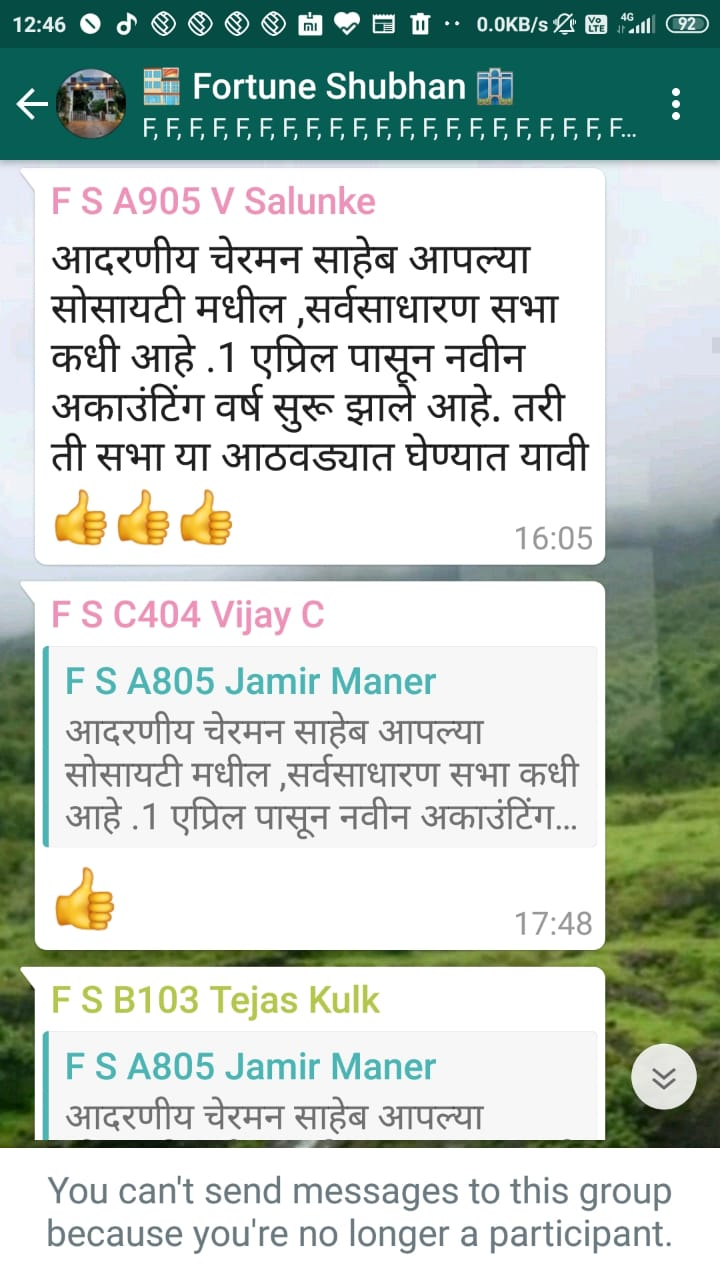 12:46 0.0KB/s Vo LTE 4G 92
Fortune Shubhan
F, F, F, F, F, F, F, F, F, F, F, F, F, F, F, F, F, F, F, F, F...
F S A905 V Salunke
आदरणीय चेरमन साहेब आपल्या
सोसायटी मधील ,सर्वसाधारण सभा
कधी आहे .1 एप्रिल पासून नवीन
अकाउंटिंग वर्ष सुरू झाले आहे. तरी
ती सभा या आठवड्यात घेण्यात यावी
👍👍👍
16:05
F S C404 Vijay C
F S A805 Jamir Maner
आदरणीय चेरमन साहेब आपल्या
सोसायटी मधील ,सर्वसाधारण सभा कधी
आहे .1 एप्रिल पासून नवीन अकाउंटिंग...
👍
17:48
F S B103 Tejas Kulk
F S A805 Jamir Maner
आदरणीय चेरमन साहेब आपल्या
You can't send messages to this group
because you're no longer a participant.